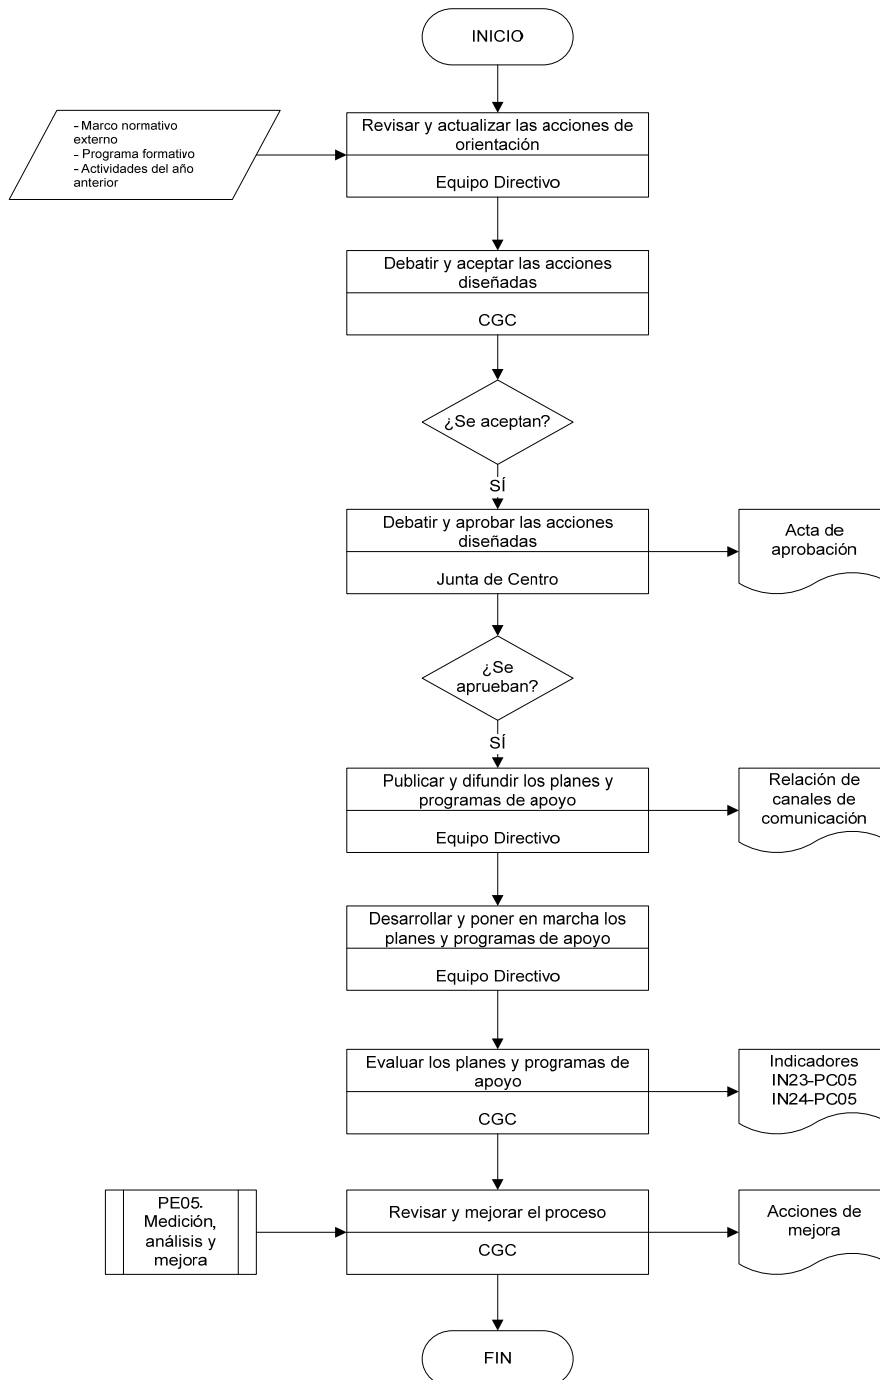 INICIO
- Marco normativo
externo
- Programa formativo
- Actividades del año
anterior
Revisar y actualizar las acciones de
orientación
Equipo Directivo
Debatir y aceptar las acciones
diseñadas
CGC
¿Se aceptan?
SÍ
Debatir y aprobar las acciones
diseñadas
Junta de Centro
Acta de
aprobación
¿Se
aprueban?
SÍ
Publicar y difundir los planes y
programas de apoyo
Equipo Directivo
Relación de
canales de
comunicación
Desarrollar y poner en marcha los
planes y programas de apoyo
Equipo Directivo
Evaluar los planes y programas de
apoyo
CGC
Indicadores
IN23-PC05
IN24-PC05
PE05.
Medición,
análisis y
mejora
Revisar y mejorar el proceso
CGC
Acciones de
mejora
FIN